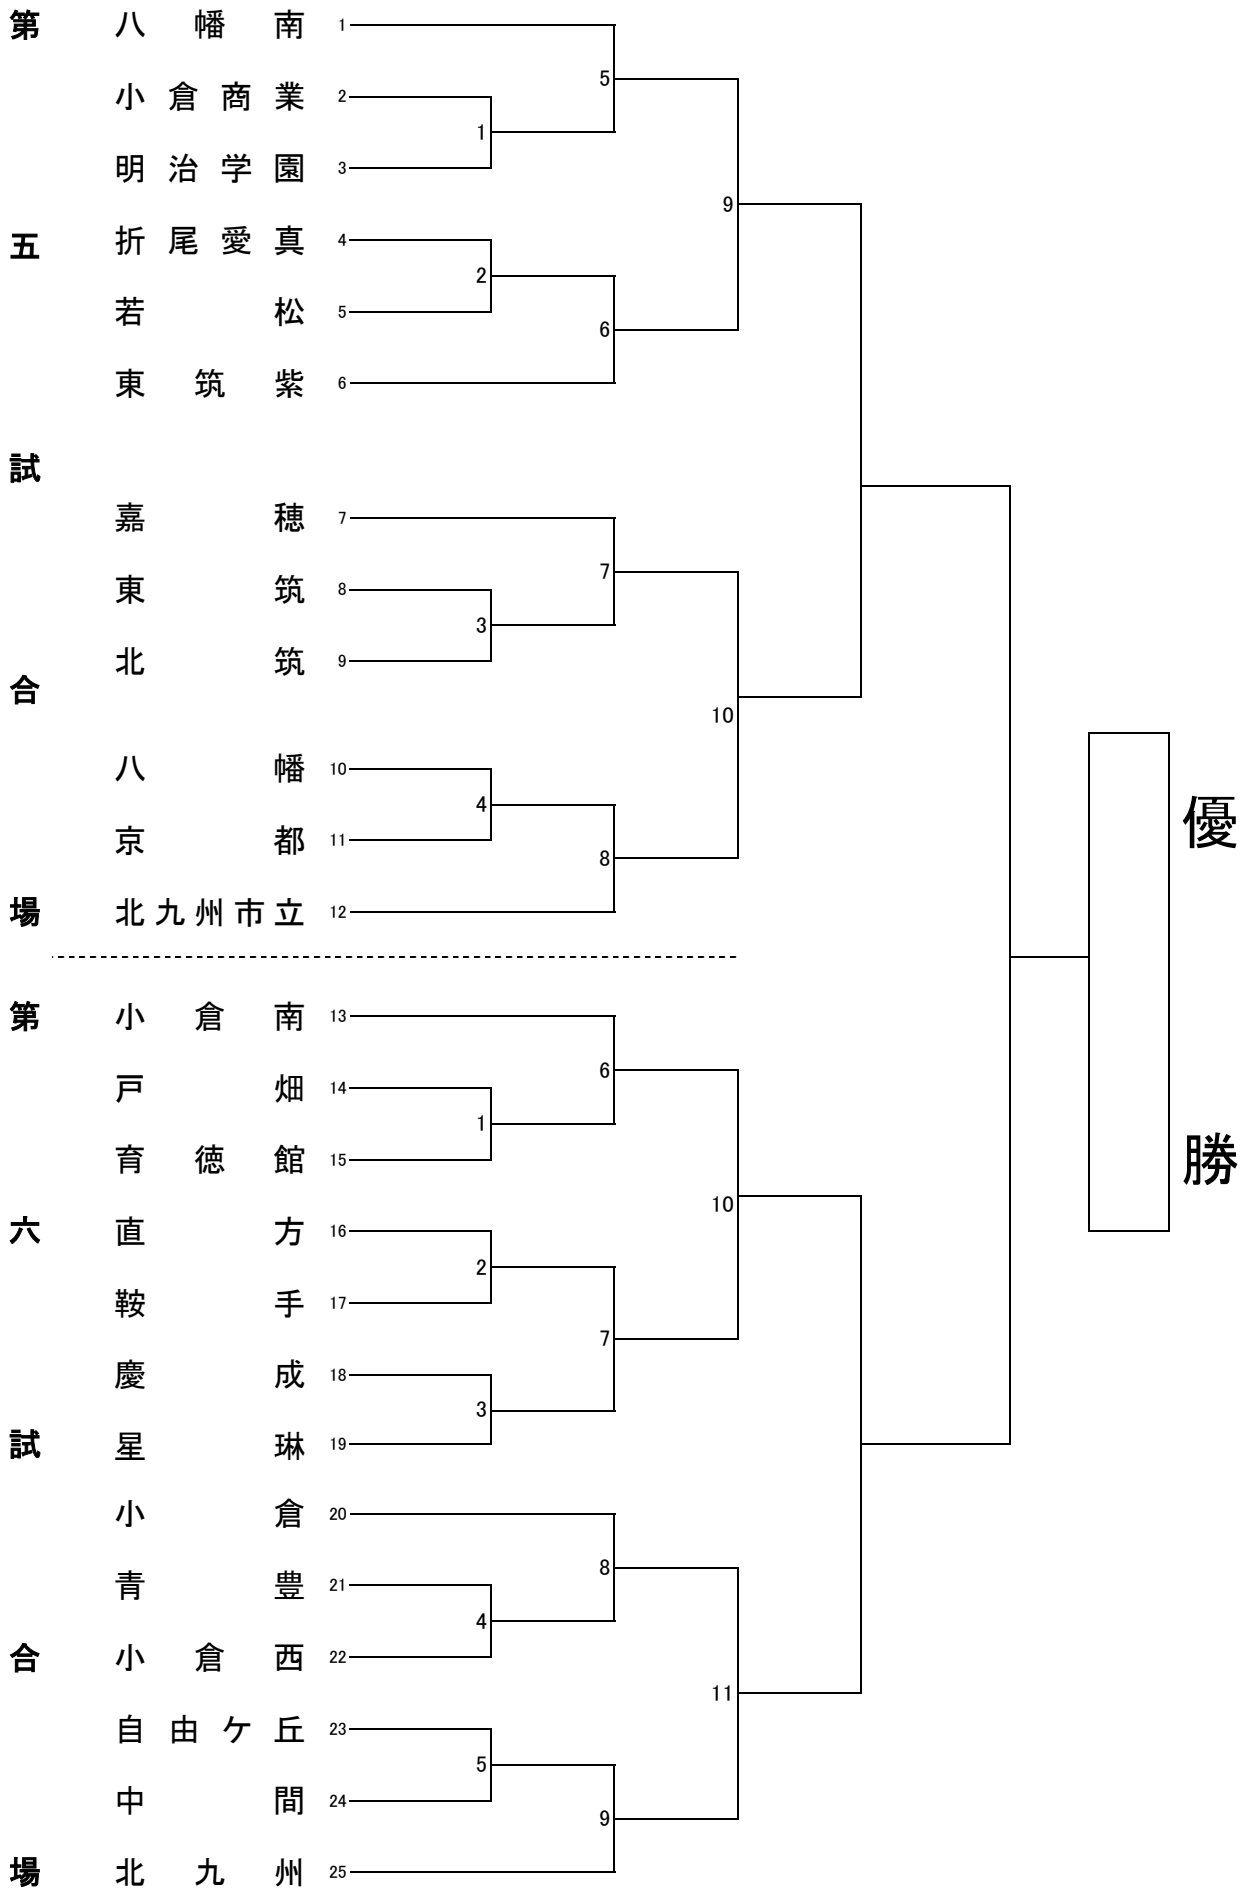 第五試合場
八幡南 1
小倉商業 2
明治学園 3
折尾愛真 4
若松 5
東筑紫 6
嘉穂 7
東筑 8
北筑 9
八幡 10
京都 11
北九州市立 12
1
2
3
4
5
6
7
8
9
10
第六試合場
小倉南 13
戸畑 14
育徳館 15
直方 16
鞍手 17
慶成 18
星琳 19
小倉 20
青豊 21
小倉西 22
自由ケ丘 23
中間 24
北九州 25
1
2
3
4
5
6
7
8
9
10
11
優勝